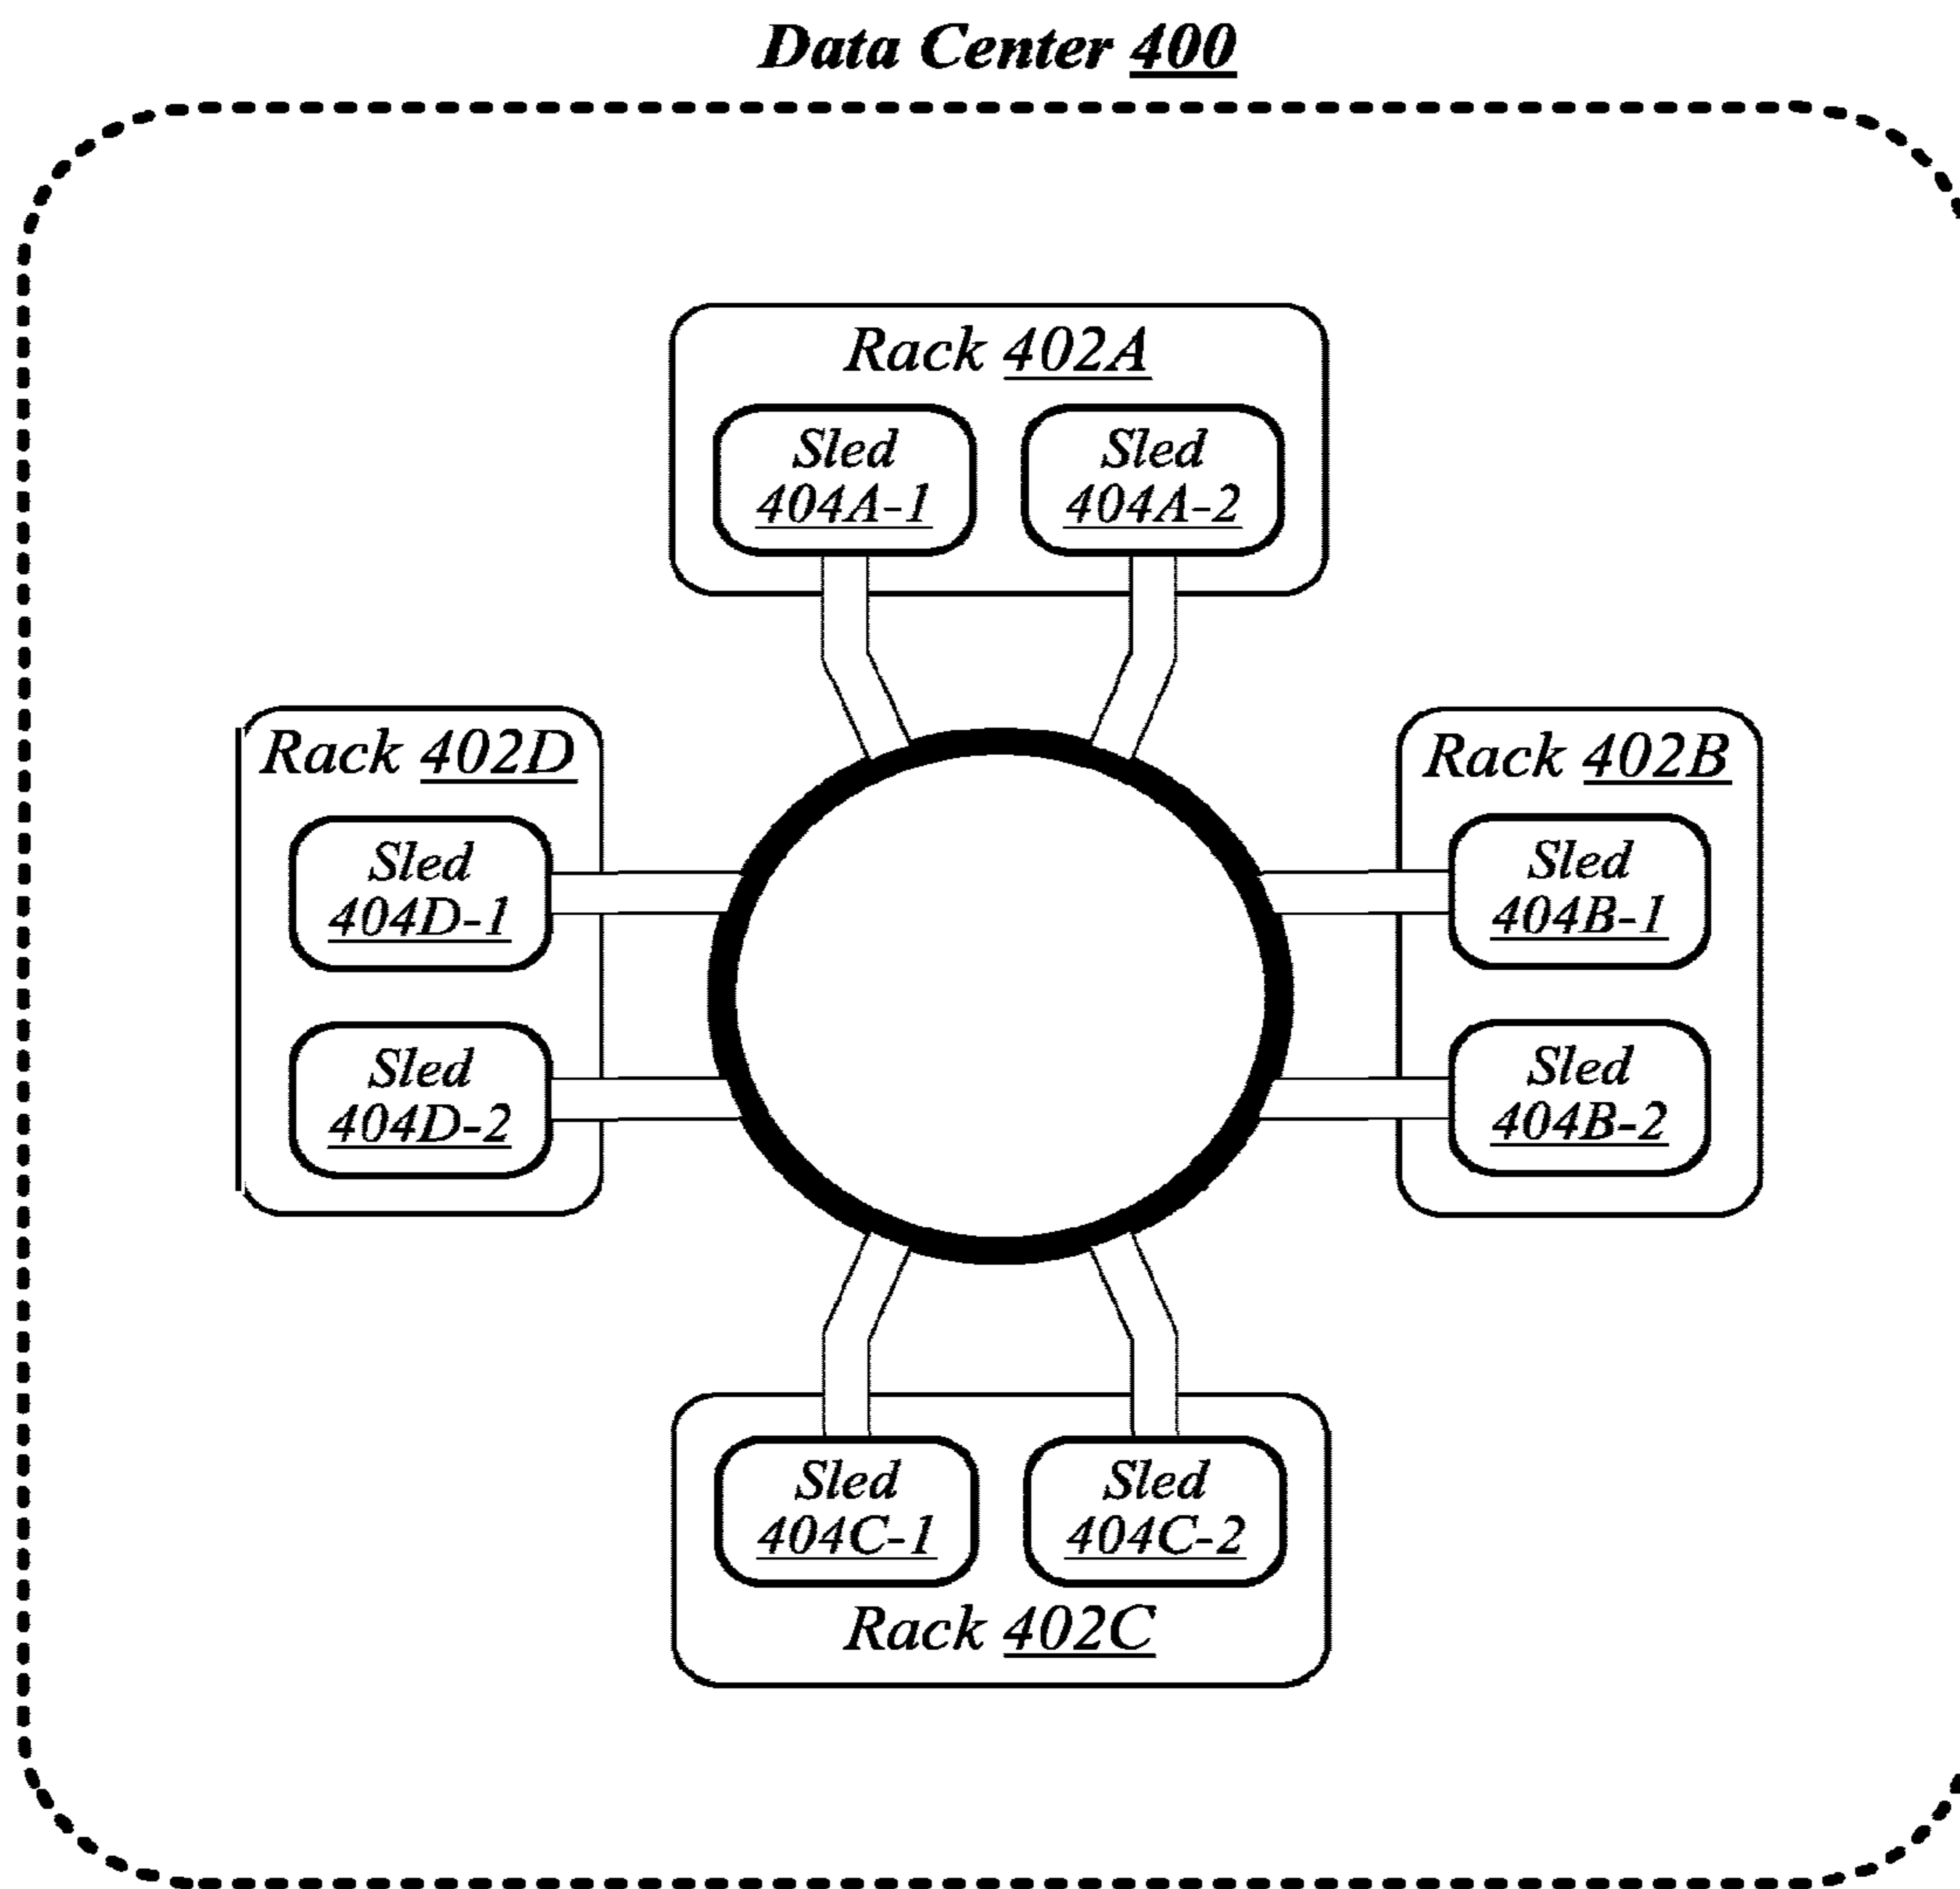 Data Center 400
Rack 402A
Sled
404A-1
Sled
404A-2
Rack 402D
Sled
404D-1
Sled
404D-2
Rack 402B
Sled
404B-1
Sled
404B-2
Sled
404C-1
Sled
404C-2
Rack 402C